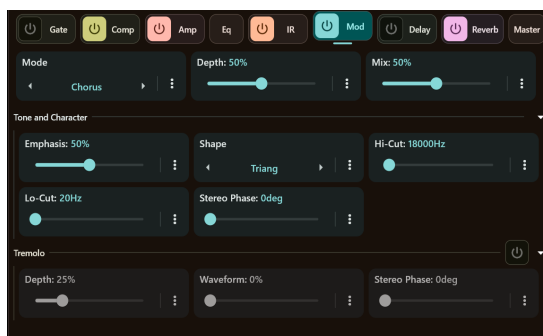 Gate Comp Amp Eq IR Mod Delay Reverb Master
Mode Depth: 50% Mix: 50%
Chorus
Tone and Character
Emphasis: 50% Shape Hi-Cut: 18000Hz
Triang
Lo-Cut: 20Hz Stereo Phase: 0deg
Tremolo
Depth: 25% Waveform: 0% Stereo Phase: 0deg